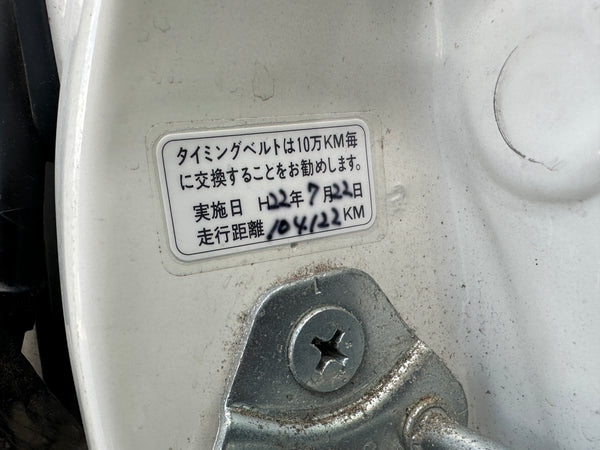 タイミングベルトは10万KM毎
に交換することをお勧めします。
実施日 H22年7月22日
走行距離 104122KM